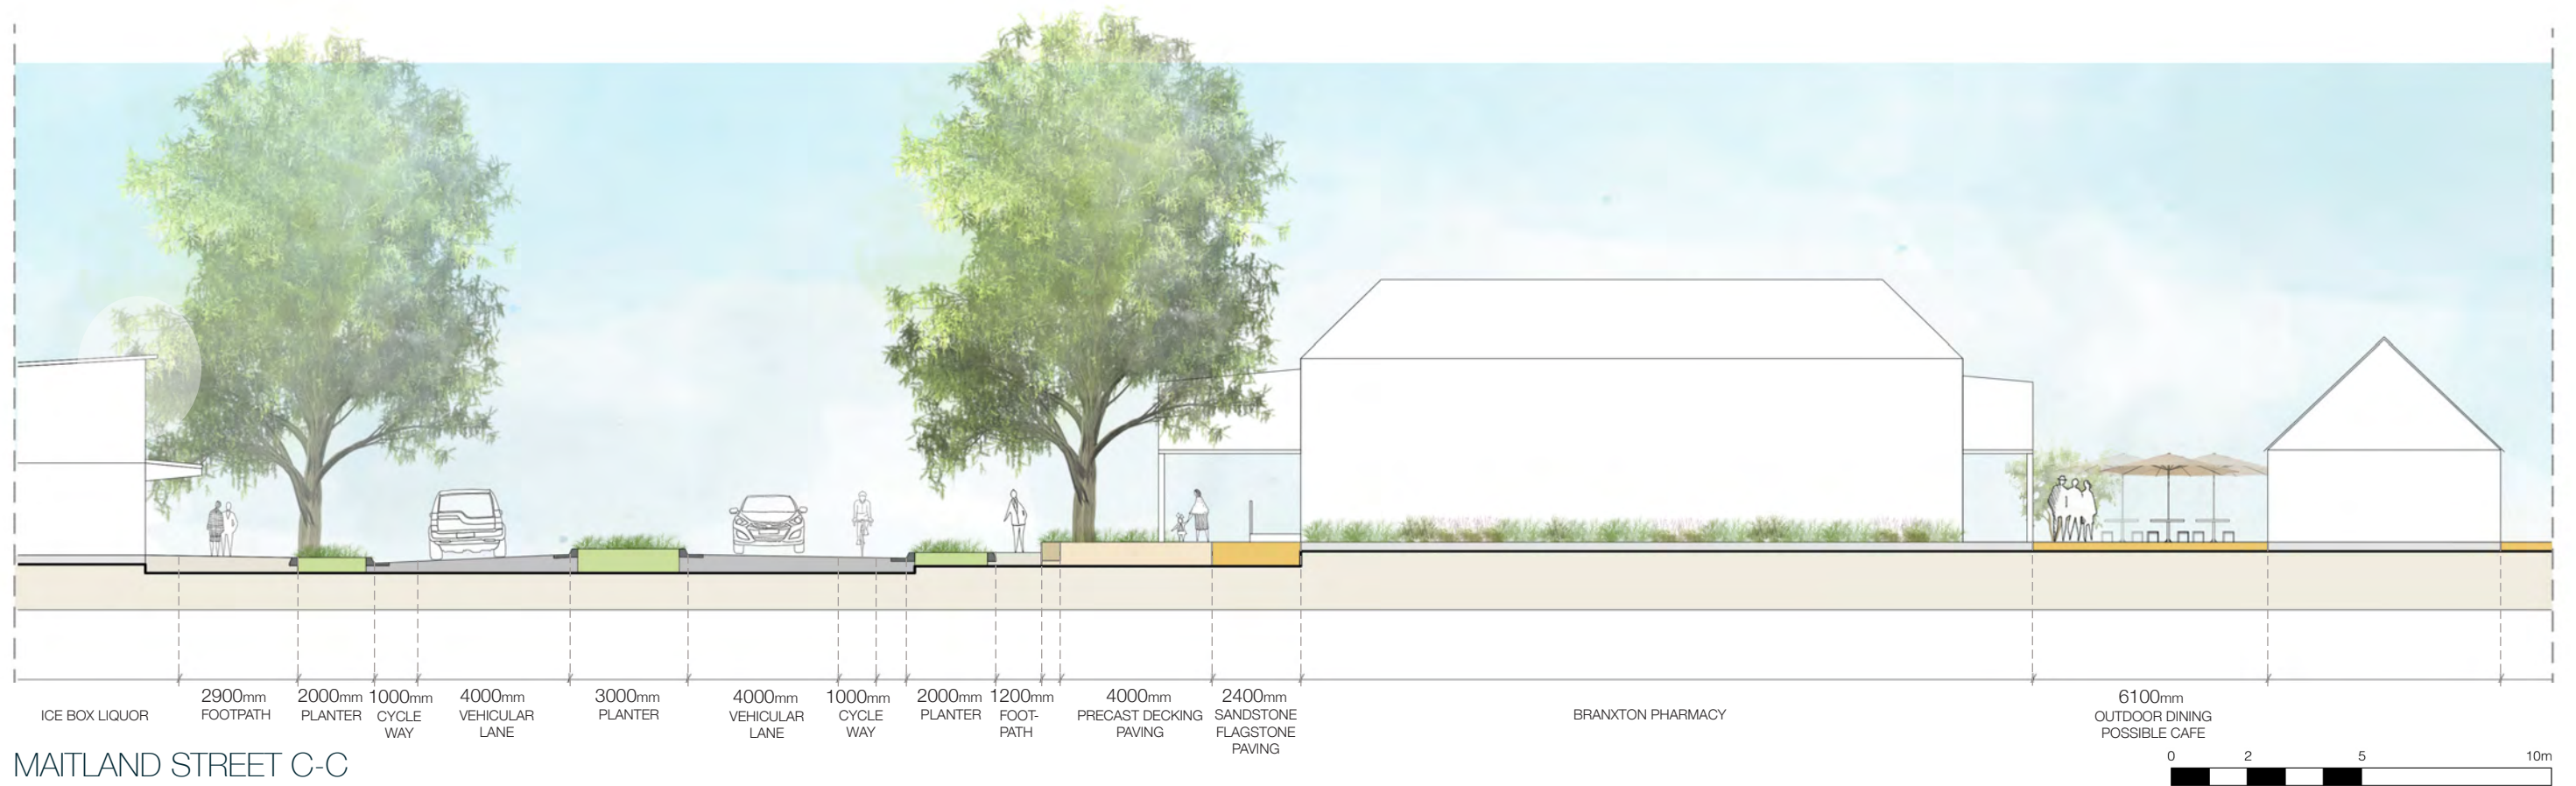 2900mm
FOOTPATH
2000mm
PLANTER
1000mm
CYCLE
WAY
4000mm
VEHICULAR
LANE
3000mm
PLANTER
4000mm
VEHICULAR
LANE
1000mm
CYCLE
WAY
2000mm
PLANTER
1200mm
FOOT-
PATH
4000mm
PRECAST DECKING
PAVING
2400mm
SANDSTONE
FLAGSTONE
PAVING
6100mm
OUTDOOR DINING
POSSIBLE CAFE
ICE BOX LIQUOR
BRANXTON PHARMACY
MAITLAND STREET C-C
0 2 5 10m